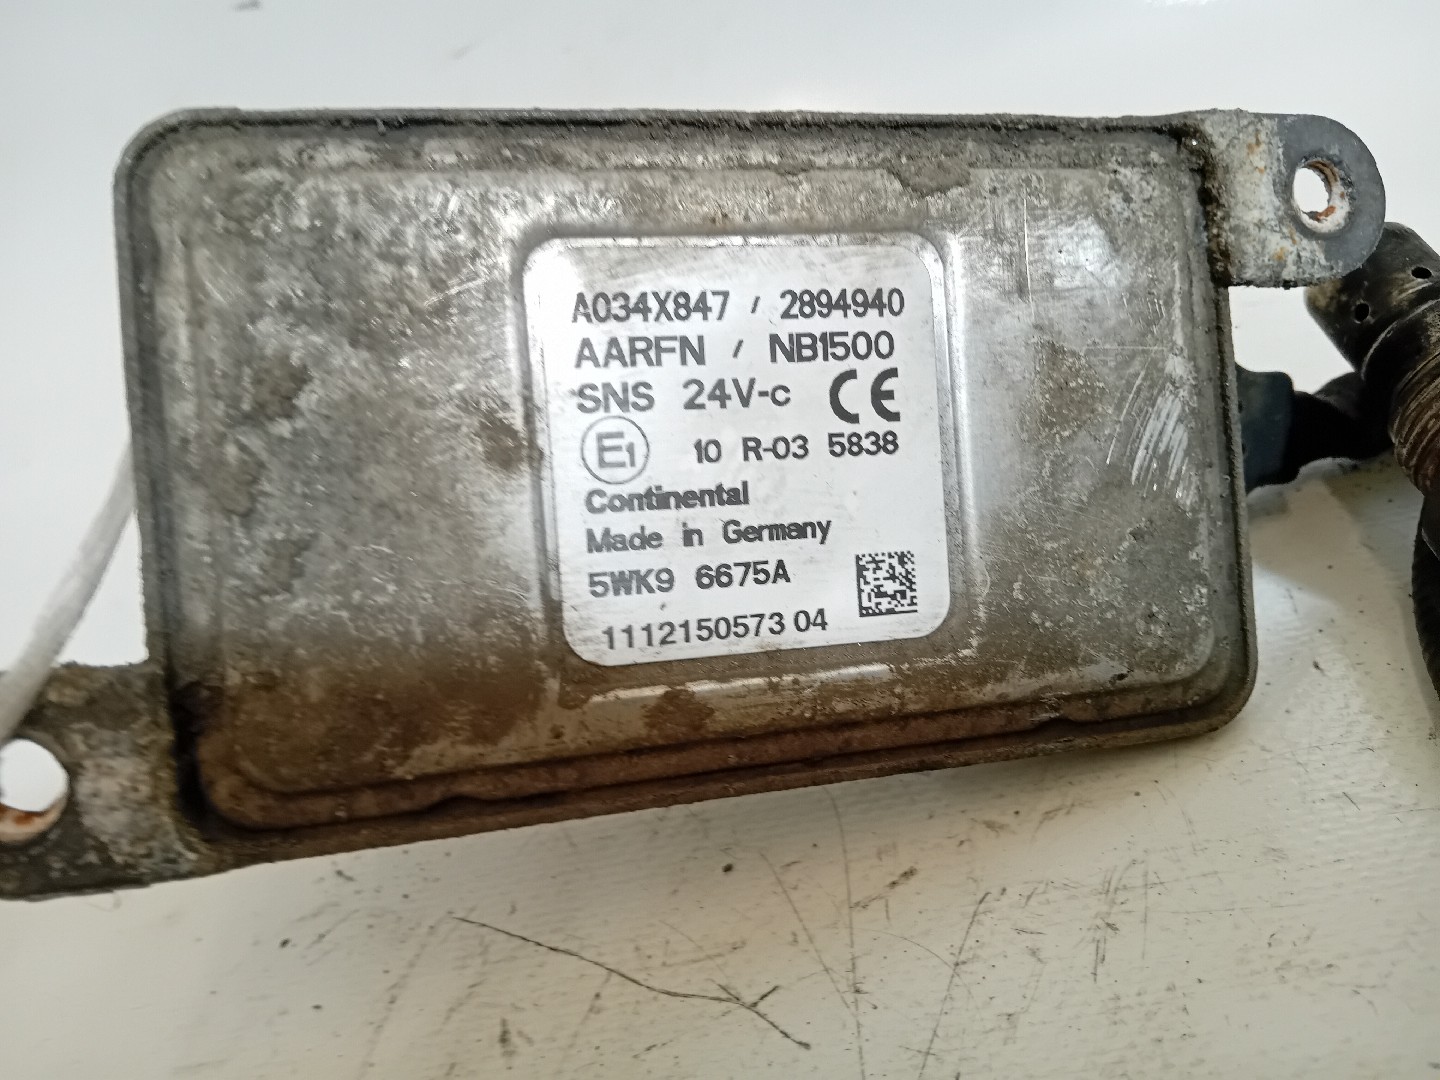 A034X847 / 2894940
AARFN / NB1500
SNS 24V-c CE
E1 10 R-03 5838
Continental
Made in Germany
5WK9 6675A
1112150573 04